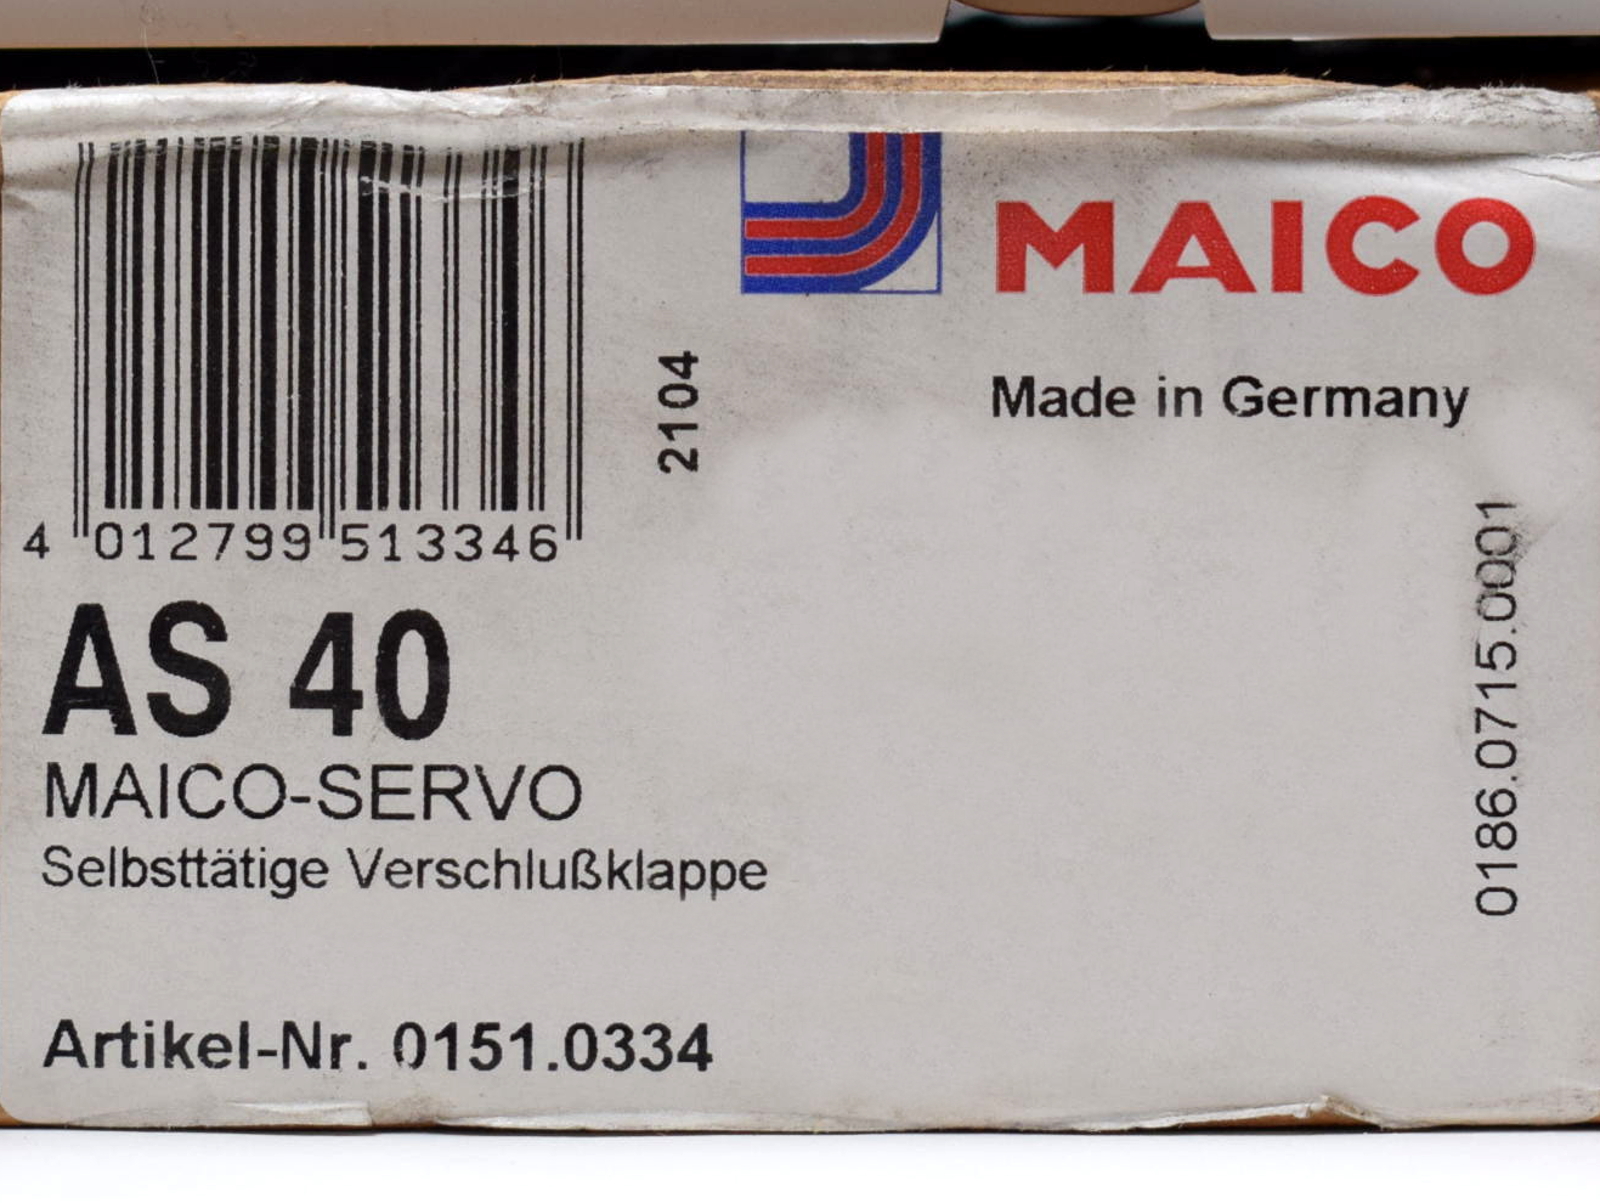 MAICO
Made in Germany
2104
4 012799 513346
AS 40
MAICO-SERVO
Selbsttätige Verschlußklappe
Artikel-Nr. 0151.0334
0186.0715.0001